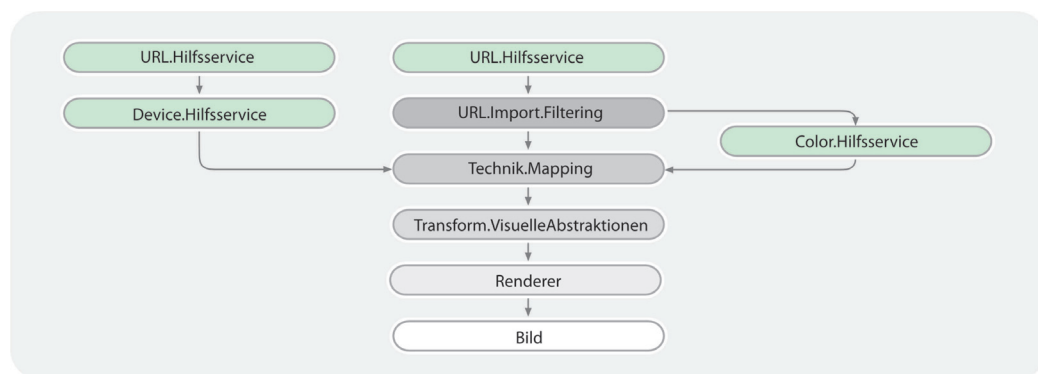 URL.Hilfsservice
URL.Hilfsservice
Device.Hilfsservice
URL.Import.Filtering
Color.Hilfsservice
Technik.Mapping
Transform.VisuelleAbstraktionen
Renderer
Bild